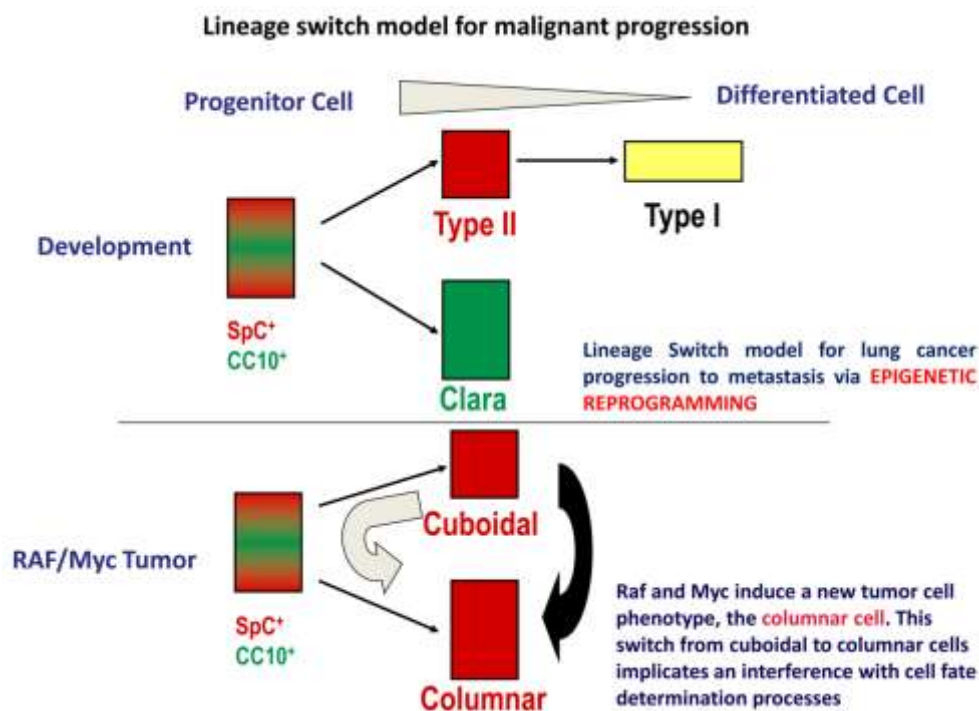 Lineage switch model for malignant progression
Progenitor Cell
Differentiated Cell
Type II
Type I
Development
SpC⁺
CC10⁺
Clara
Lineage Switch model for lung cancer
progression to metastasis via EPIGENETIC
REPROGRAMMING
Cuboidal
RAF/Myc Tumor
SpC⁺
CC10⁺
Columnar
Raf and Myc induce a new tumor cell
phenotype, the columnar cell. This
switch from cuboidal to columnar cells
implicates an interference with cell fate
determination processes